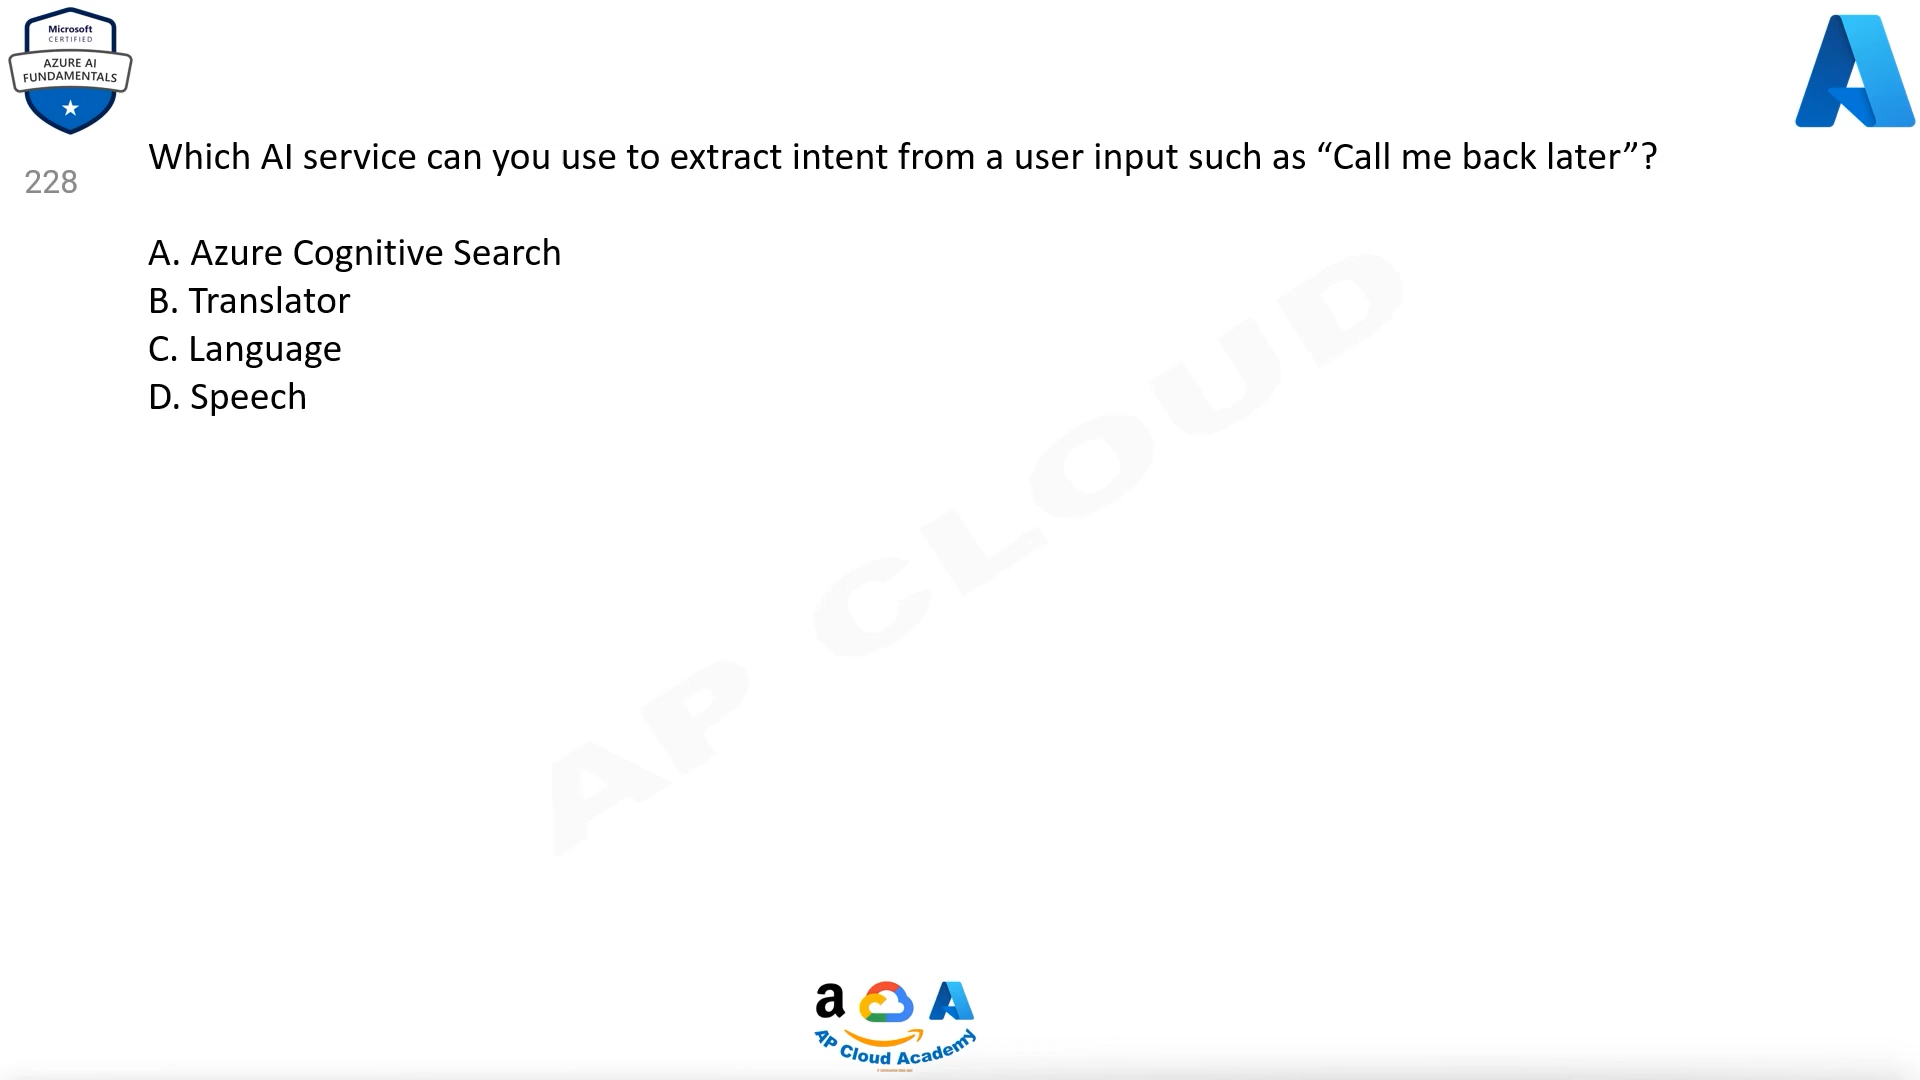 Microsoft
CERTIFIED
AZURE AI
FUNDAMENTALS
228
Which AI service can you use to extract intent from a user input such as “Call me back later”?
A. Azure Cognitive Search
B. Translator
C. Language
D. Speech
AP CLOUD
a
AP Cloud Academy